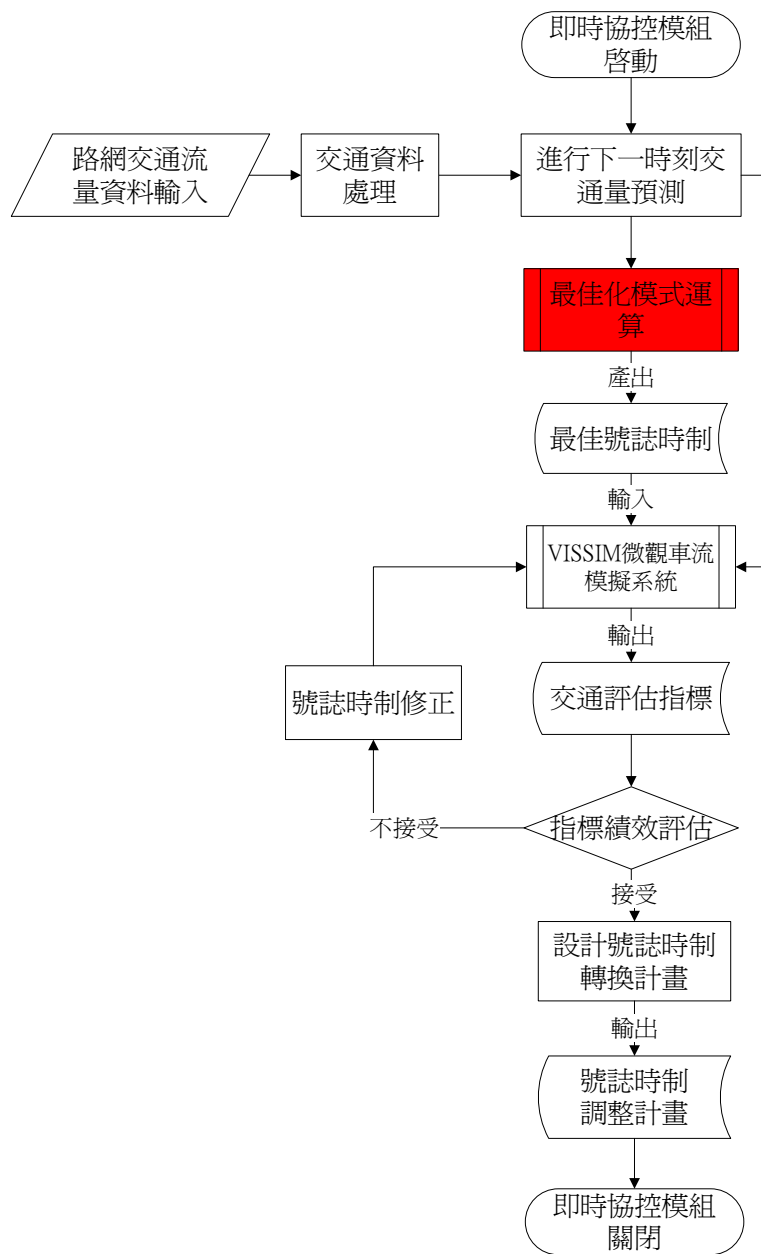 即時協控模組
啓動
路網交通流
量資料輸入
交通資料
處理
進行下一時刻交
通量預測
最佳化模式運
算
產出
最佳號誌時制
輸入
VISSIM微觀車流
模擬系統
輸出
號誌時制修正
交通評估指標
不接受
指標績效評估
接受
設計號誌時制
轉換計畫
輸出
號誌時制
調整計畫
即時協控模組
關閉